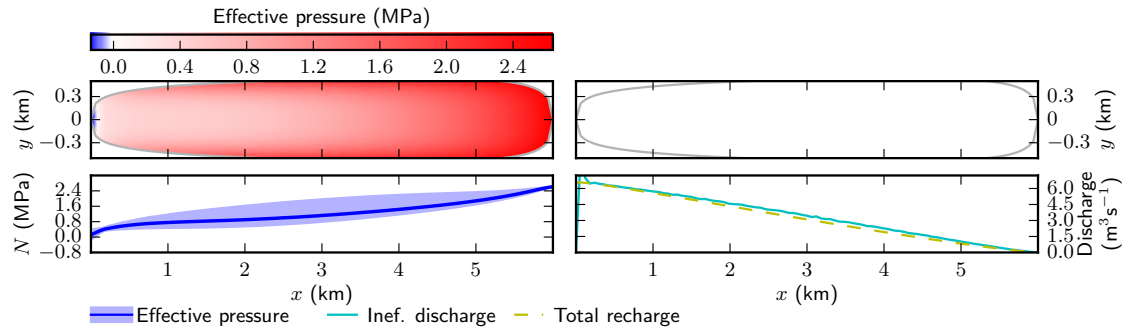 Effective pressure (MPa)
0.0 0.4 0.8 1.2 1.6 2.0 2.4
y (km)
0.3
0
−0.3
0.3
0
−0.3
y (km)
N (MPa)
2.4
1.6
0.8
0.0
−0.8
1 2 3 4 5
x (km)
6.0
4.5
3.0
1.5
0.0
Discharge
(m³s⁻¹)
1 2 3 4 5
x (km)
Effective pressure Inef. discharge Total recharge